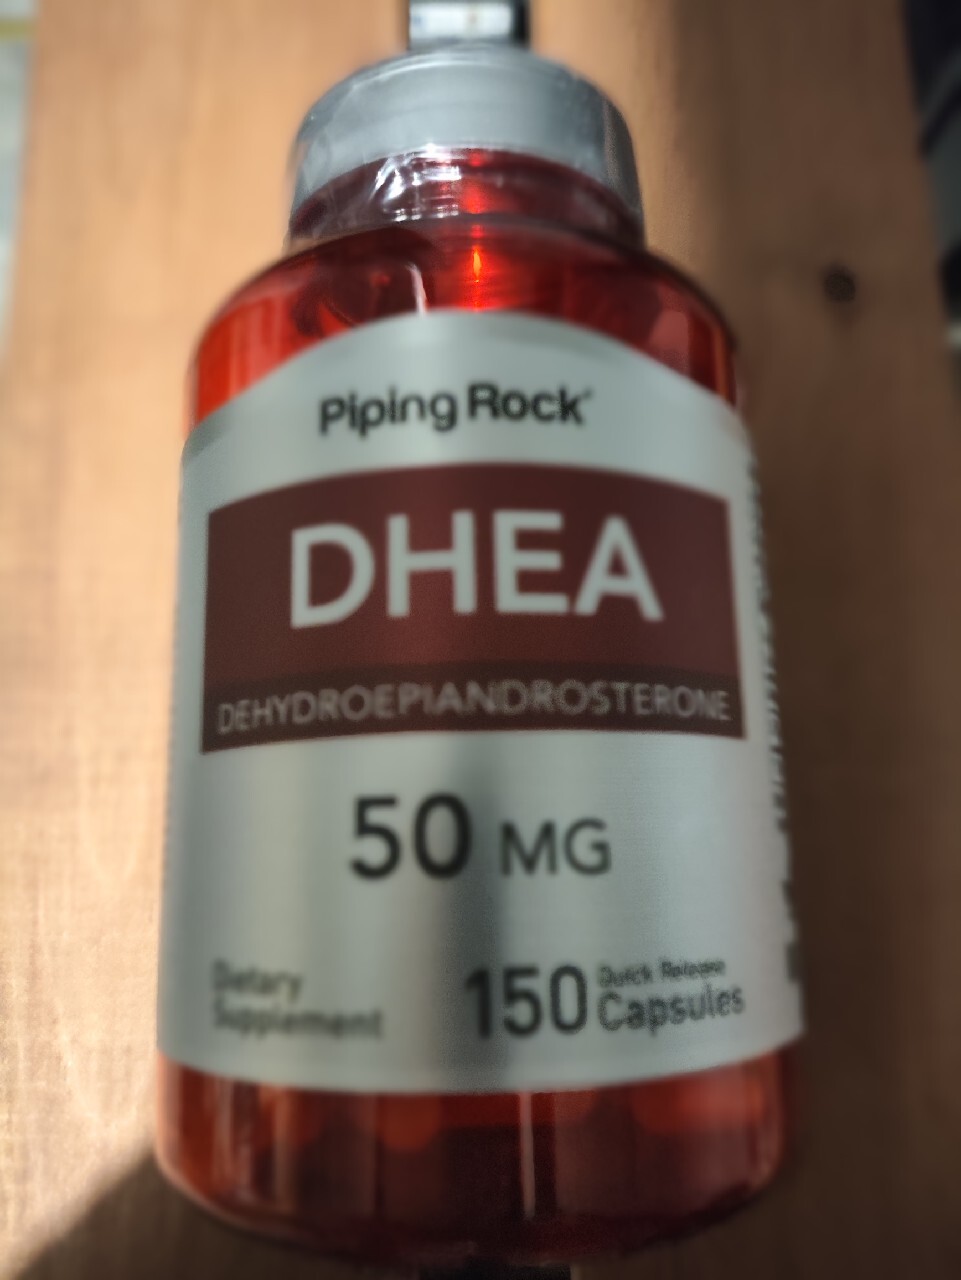 Piping Rock®
DHEA
DEHYDROEPIANDROSTERONE
50 MG
Dietary
Supplement
150 Quick Release
Capsules